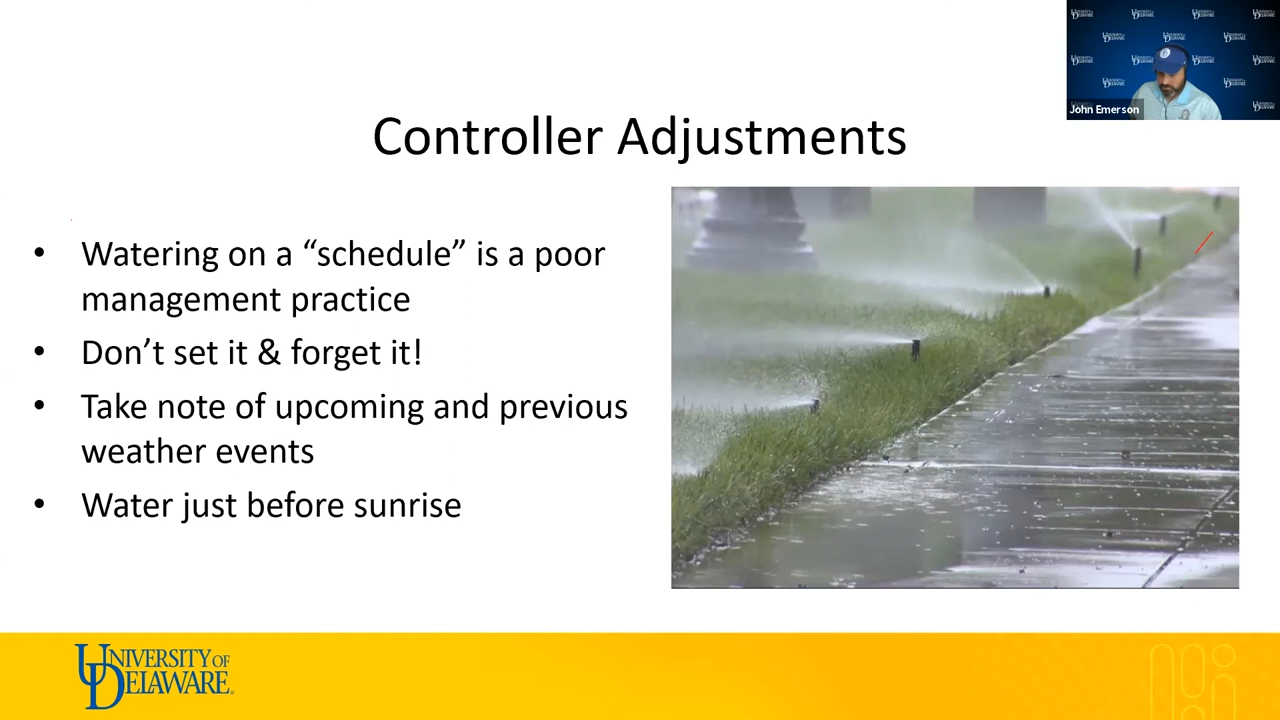 John Emerson
Controller Adjustments
• Watering on a “schedule” is a poor
management practice
• Don’t set it & forget it!
• Take note of upcoming and previous
weather events
• Water just before sunrise
UNIVERSITY OF
DELAWARE.